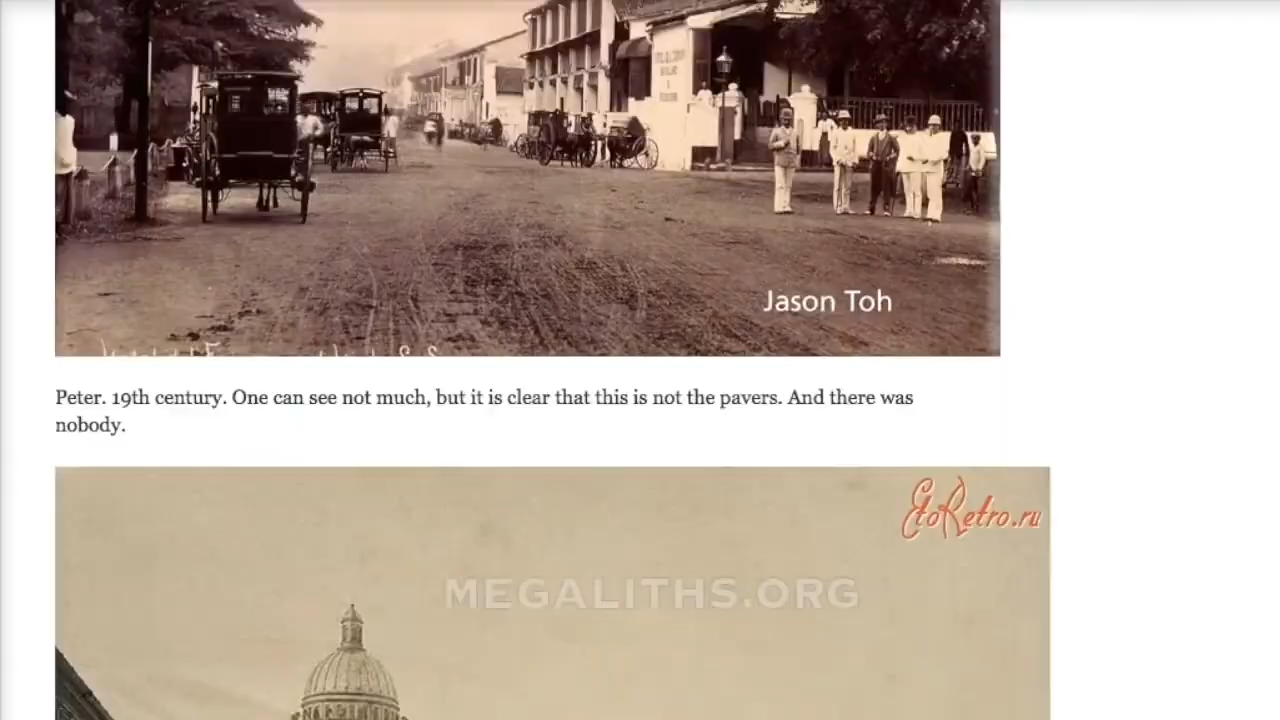 Jason Toh
Peter. 19th century. One can see not much, but it is clear that this is not the pavers. And there was
nobody.
EtoRetro.ru
MEGALITHS.ORG